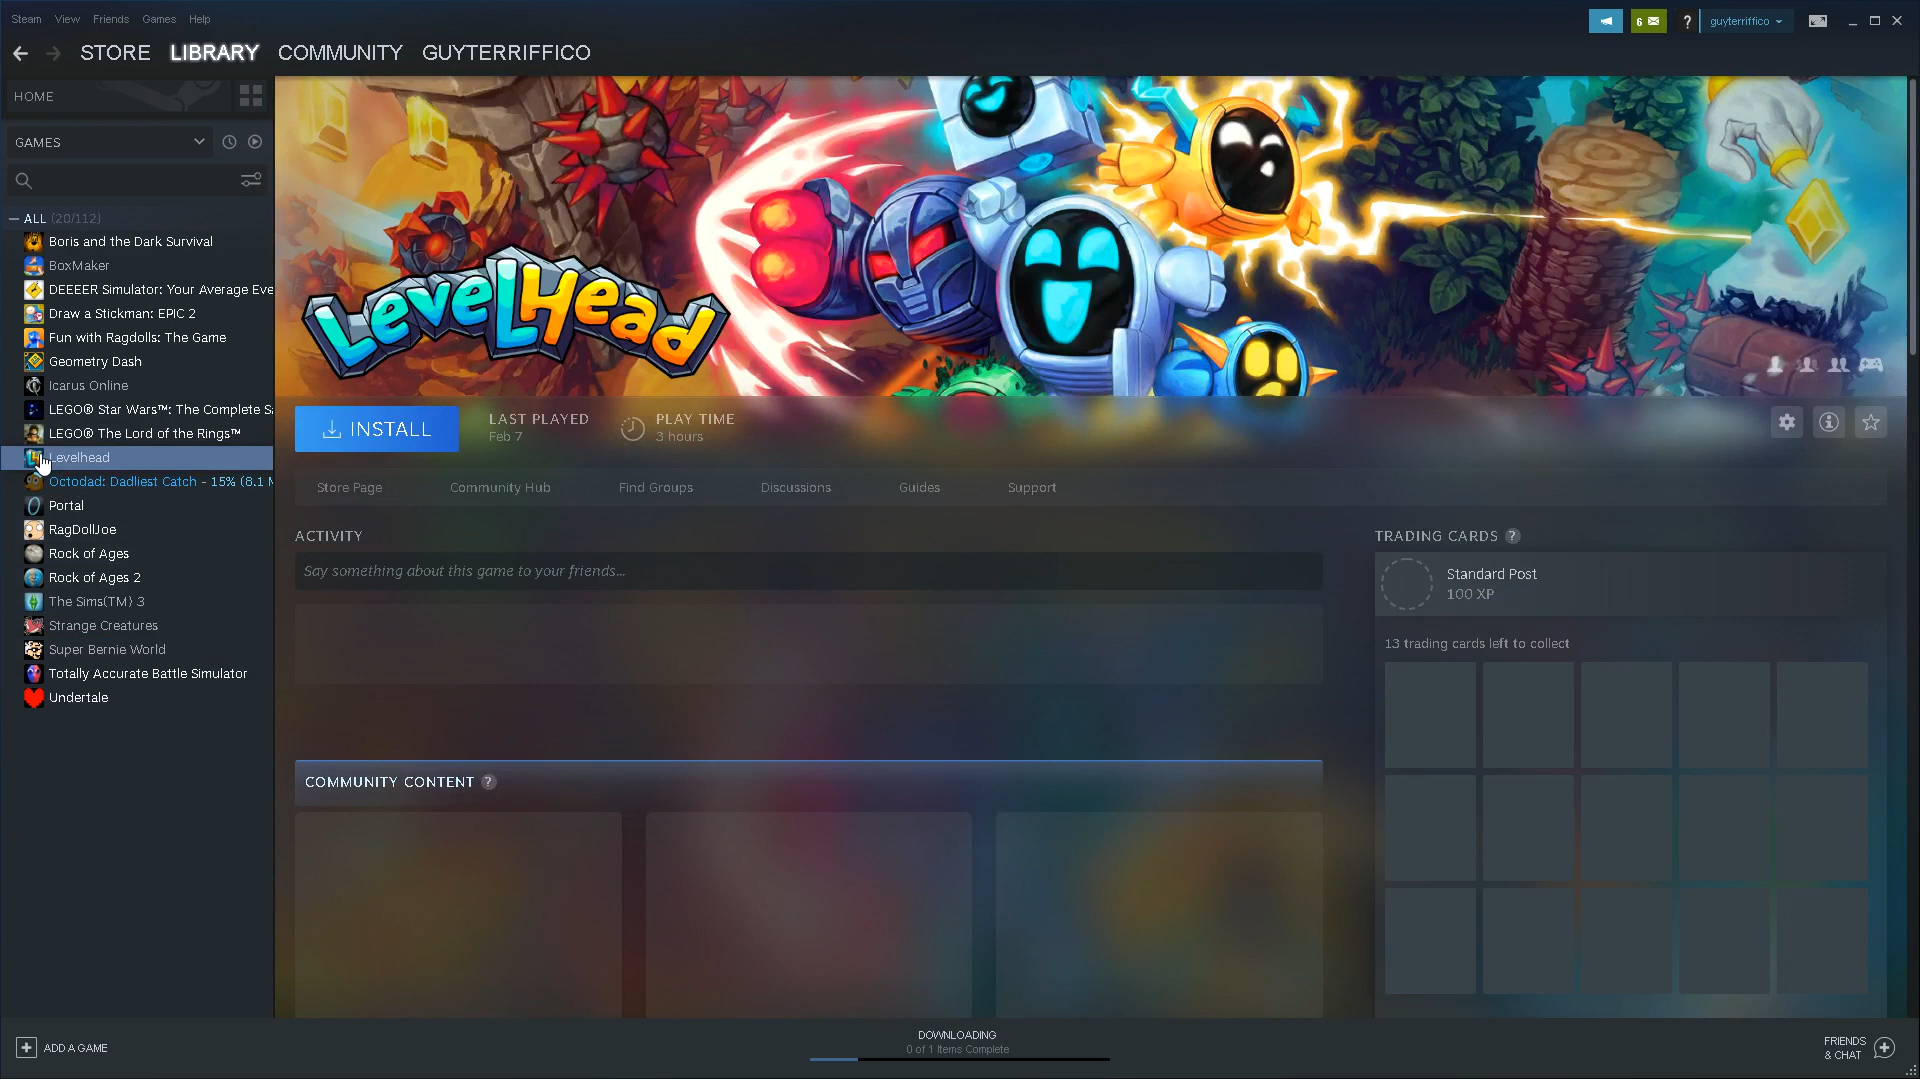 Steam View Friends Games Help
6 ? guyterriffico
STORE LIBRARY COMMUNITY GUYTERRIFFICO
HOME
GAMES
ALL (20/112)
Boris and the Dark Survival
BoxMaker
DEEEER Simulator: Your Average Eve
Draw a Stickman: EPIC 2
Fun with Ragdolls: The Game
Geometry Dash
Icarus Online
LEGO® Star Wars™: The Complete Sa
LEGO® The Lord of the Rings™
Levelhead
Octodad: Dadliest Catch - 15% (8.1 M
Portal
RagDollJoe
Rock of Ages
Rock of Ages 2
The Sims(TM) 3
Strange Creatures
Super Bernie World
Totally Accurate Battle Simulator
Undertale
LevelHead
INSTALL
LAST PLAYED
Feb 7
PLAY TIME
3 hours
Store Page Community Hub Find Groups Discussions Guides Support
ACTIVITY
Say something about this game to your friends...
COMMUNITY CONTENT ?
TRADING CARDS ?
Standard Post
100 XP
13 trading cards left to collect
ADD A GAME
DOWNLOADING
0 of 1 Items Complete
FRIENDS
& CHAT